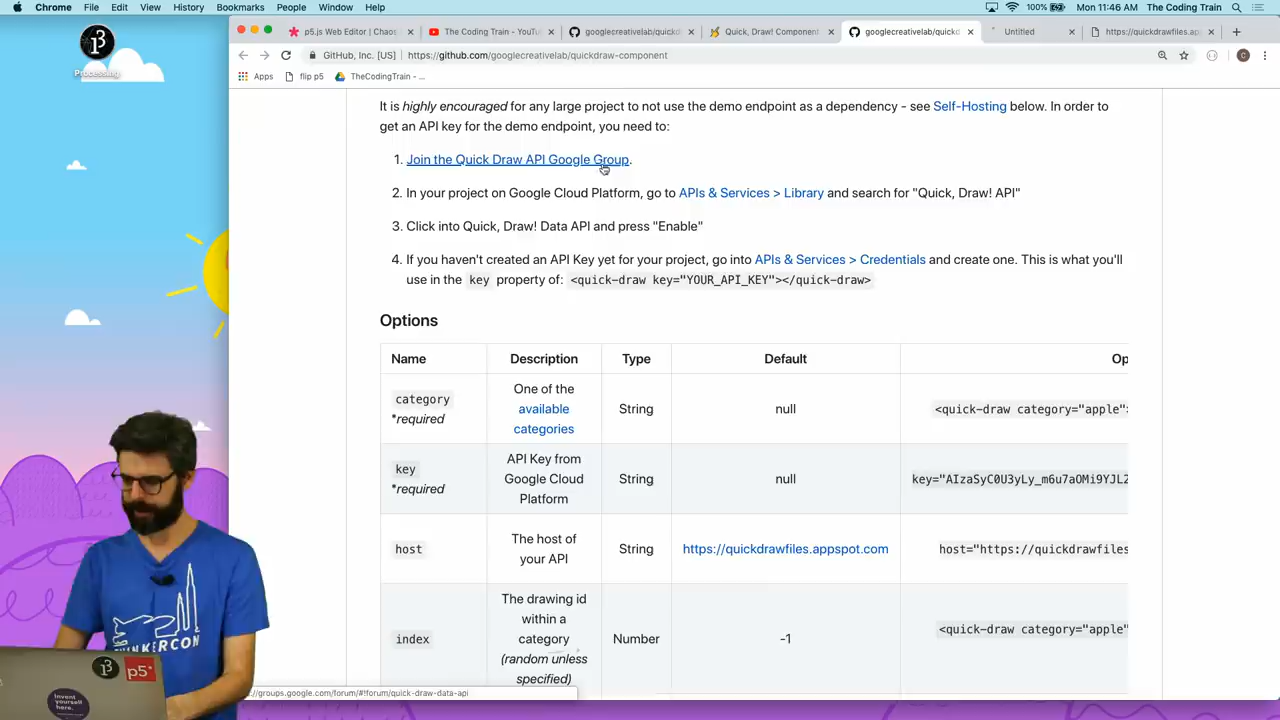 Chrome File Edit View History Bookmarks People Window Help 100% Mon 11:46 AM The Coding Train
p5.js Web Editor | Chao The Coding Train - YouTu googlecreativelab/quickd Quick, Draw! Component googlecreativelab/quickd Untitled https://quickdrawfiles.app
GitHub, Inc. [US] https://github.com/googlecreativelab/quickdraw-component C
Apps flip p5 TheCodingTrain - ...
Processing
It is highly encouraged for any large project to not use the demo endpoint as a dependency - see Self-Hosting below. In order to
get an API key for the demo endpoint, you need to:
1. Join the Quick Draw API Google Group.
2. In your project on Google Cloud Platform, go to APIs & Services > Library and search for "Quick, Draw! API"
3. Click into Quick, Draw! Data API and press "Enable"
4. If you haven't created an API Key yet for your project, go into APIs & Services > Credentials and create one. This is what you'll
use in the key property of: <quick-draw key="YOUR_API_KEY"></quick-draw>
Options
Name Description Type Default Op
category *required One of the available categories String null <quick-draw category="apple">
key *required API Key from Google Cloud Platform String null key="AIzaSyC0U3yLy_m6u7aOMi9YJL2
host The host of your API String https://quickdrawfiles.appspot.com host="https://quickdrawfiles
index The drawing id within a category (random unless specified) Number -1 <quick-draw category="apple"
://groups.google.com/forum/#!forum/quick-draw-data-api
p5*
Invent
yourself
here.